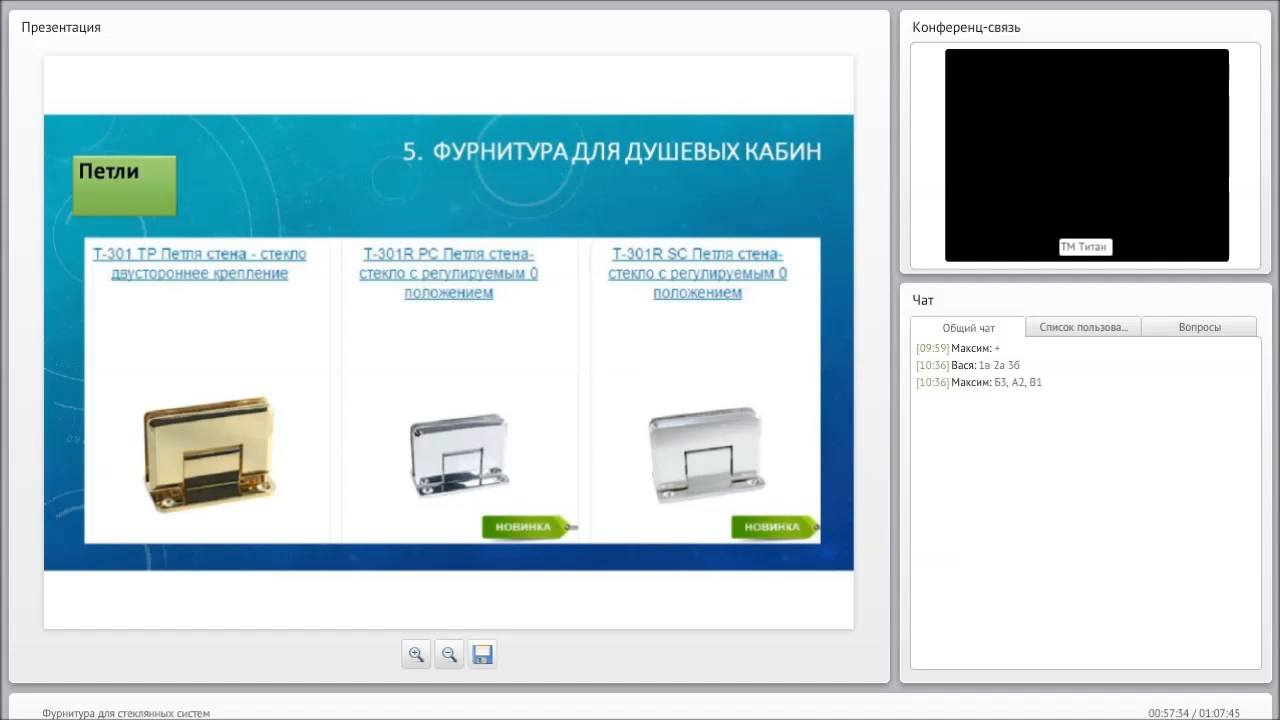 Презентация
5. ФУРНИТУРА ДЛЯ ДУШЕВЫХ КАБИН
Петли
T-301 TP Петля стена - стекло
двустороннее крепление
T-301R PC Петля стена-
стекло с регулируемым 0
положением
T-301R SC Петля стена-
стекло с регулируемым 0
положением
НОВИНКА
НОВИНКА
Конференц-связь
ТМ Титан
Чат
Общий чат
Список пользова...
Вопросы
[09:59] Максим: +
[10:36] Вася: 1в 2а 3б
[10:36] Максим: Б3, А2, В1
Фурнитура для стеклянных систем
00:57:34 / 01:07:45